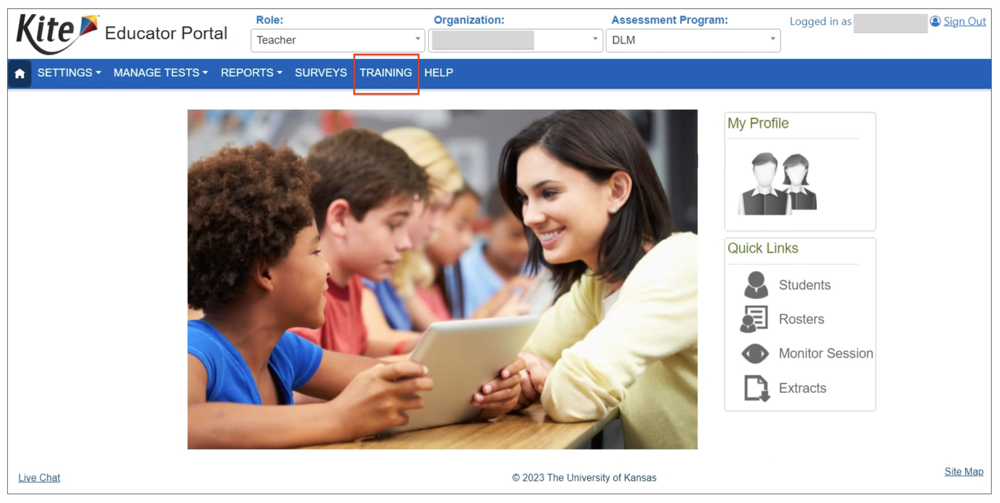 Kite Educator Portal
Role:
Teacher
Organization:
Assessment Program:
DLM
Logged in as
Sign Out
SETTINGS MANAGE TESTS REPORTS SURVEYS TRAINING HELP
My Profile
Quick Links
Students
Rosters
Monitor Session
Extracts
Live Chat
© 2023 The University of Kansas
Site Map